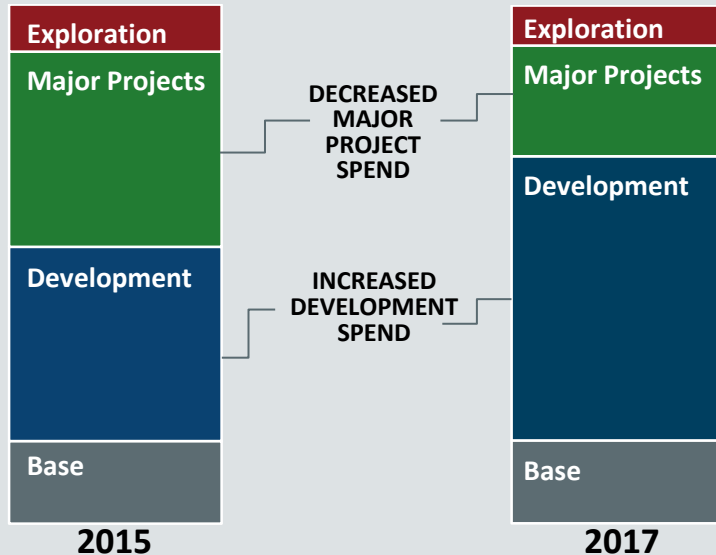 Exploration
Major Projects
Development
Base
2015
DECREASED
MAJOR
PROJECT
SPEND
INCREASED
DEVELOPMENT
SPEND
Exploration
Major Projects
Development
Base
2017